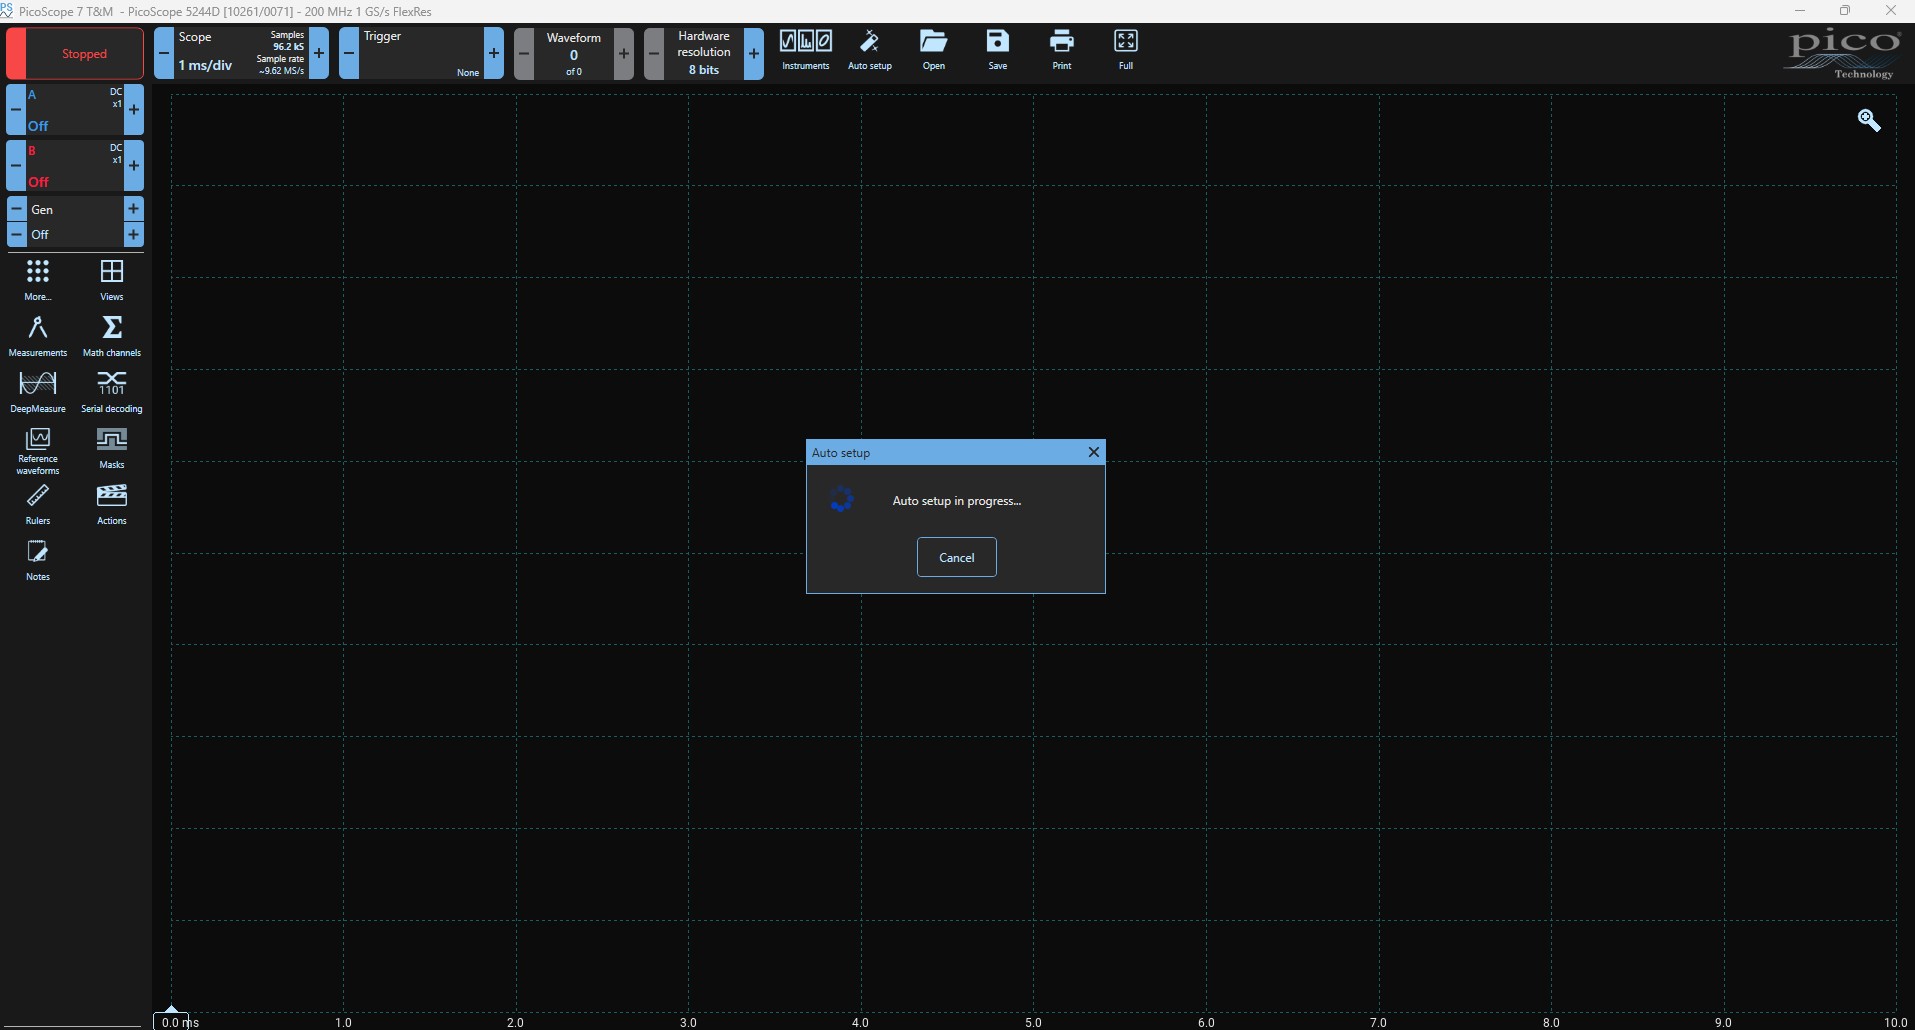 PS PicoScope 7 T&M - PicoScope 5244D [10261/0071] - 200 MHz 1 GS/s FlexRes
Stopped
Scope
1 ms/div
Samples
96.2 kS
Sample rate
~9.62 MS/s
Trigger
None
Waveform
0
of 0
Hardware
resolution
8 bits
Instruments
Auto setup
Open
Save
Print
Full
pico
Technology
A
DC
x1
Off
B
DC
x1
Off
Gen
Off
More...
Views
Measurements
Math channels
DeepMeasure
1101
Serial decoding
Reference
waveforms
Masks
Rulers
Actions
Notes
Auto setup
Auto setup in progress...
Cancel
0.0 ms
1.0
2.0
3.0
4.0
5.0
6.0
7.0
8.0
9.0
10.0